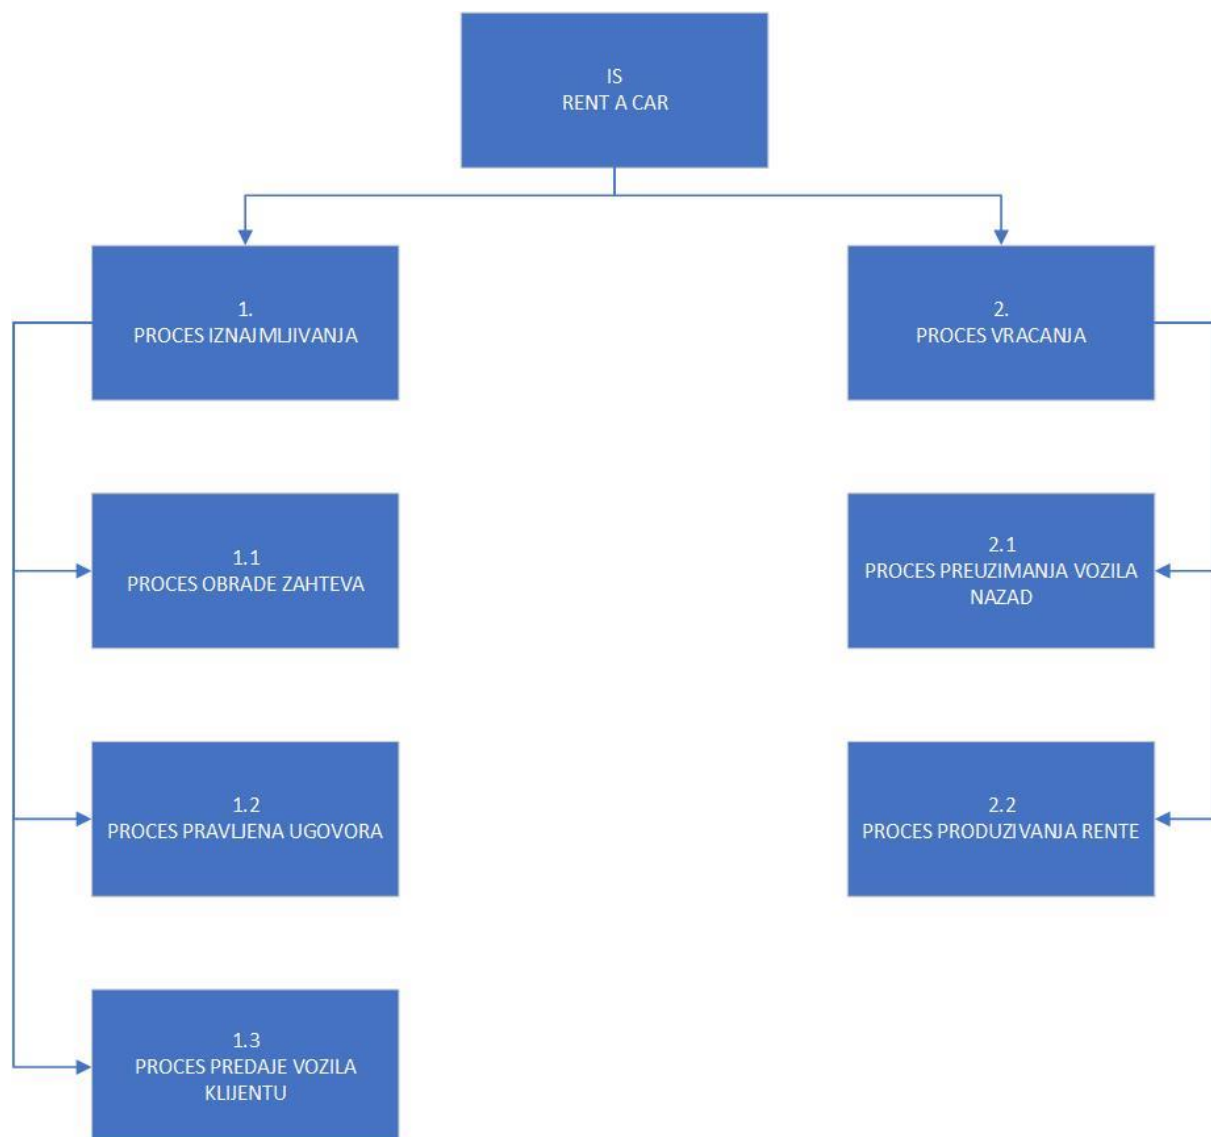 IS
RENT A CAR
1.
PROCES IZNAJMLJIVANJA
2.
PROCES VRACANJA
1.1
PROCES OBRADE ZAHTEVA
2.1
PROCES PREUZIMANJA VOZILA
NAZAD
1.2
PROCES PRAVLJENA UGOVORA
2.2
PROCES PRODUZIVANJA RENTE
1.3
PROCES PREDAJE VOZILA
KLIJENTU